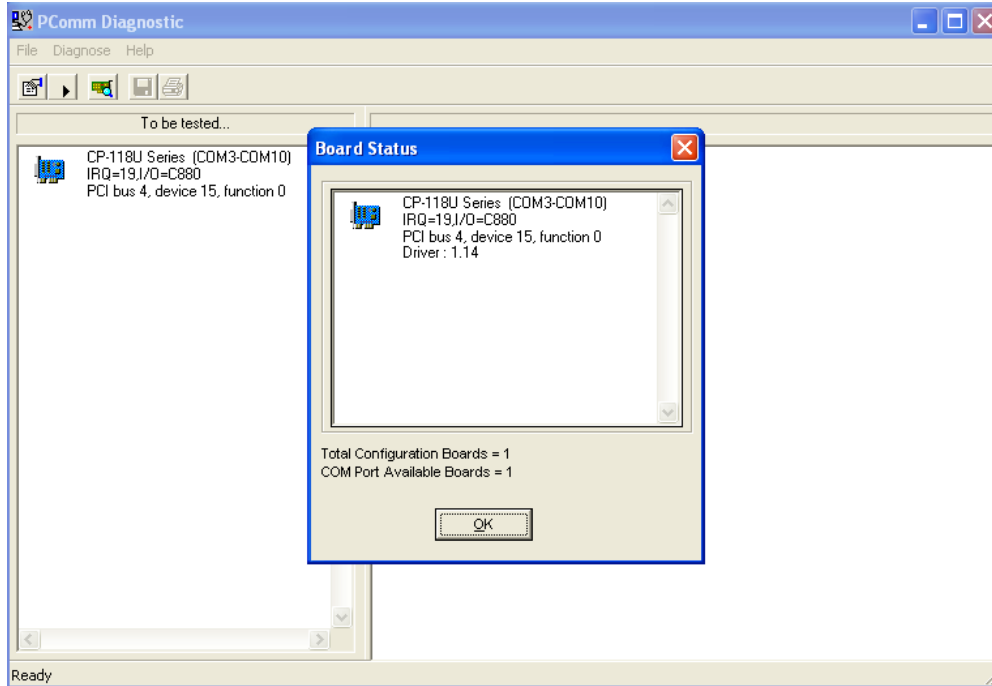 PComm Diagnostic
File Diagnose Help
To be tested...
CP-118U Series (COM3-COM10)
IRQ=19,I/O=C880
PCI bus 4, device 15, function 0
Board Status
CP-118U Series (COM3-COM10)
IRQ=19,I/O=C880
PCI bus 4, device 15, function 0
Driver : 1.14
Total Configuration Boards = 1
COM Port Available Boards = 1
OK
Ready